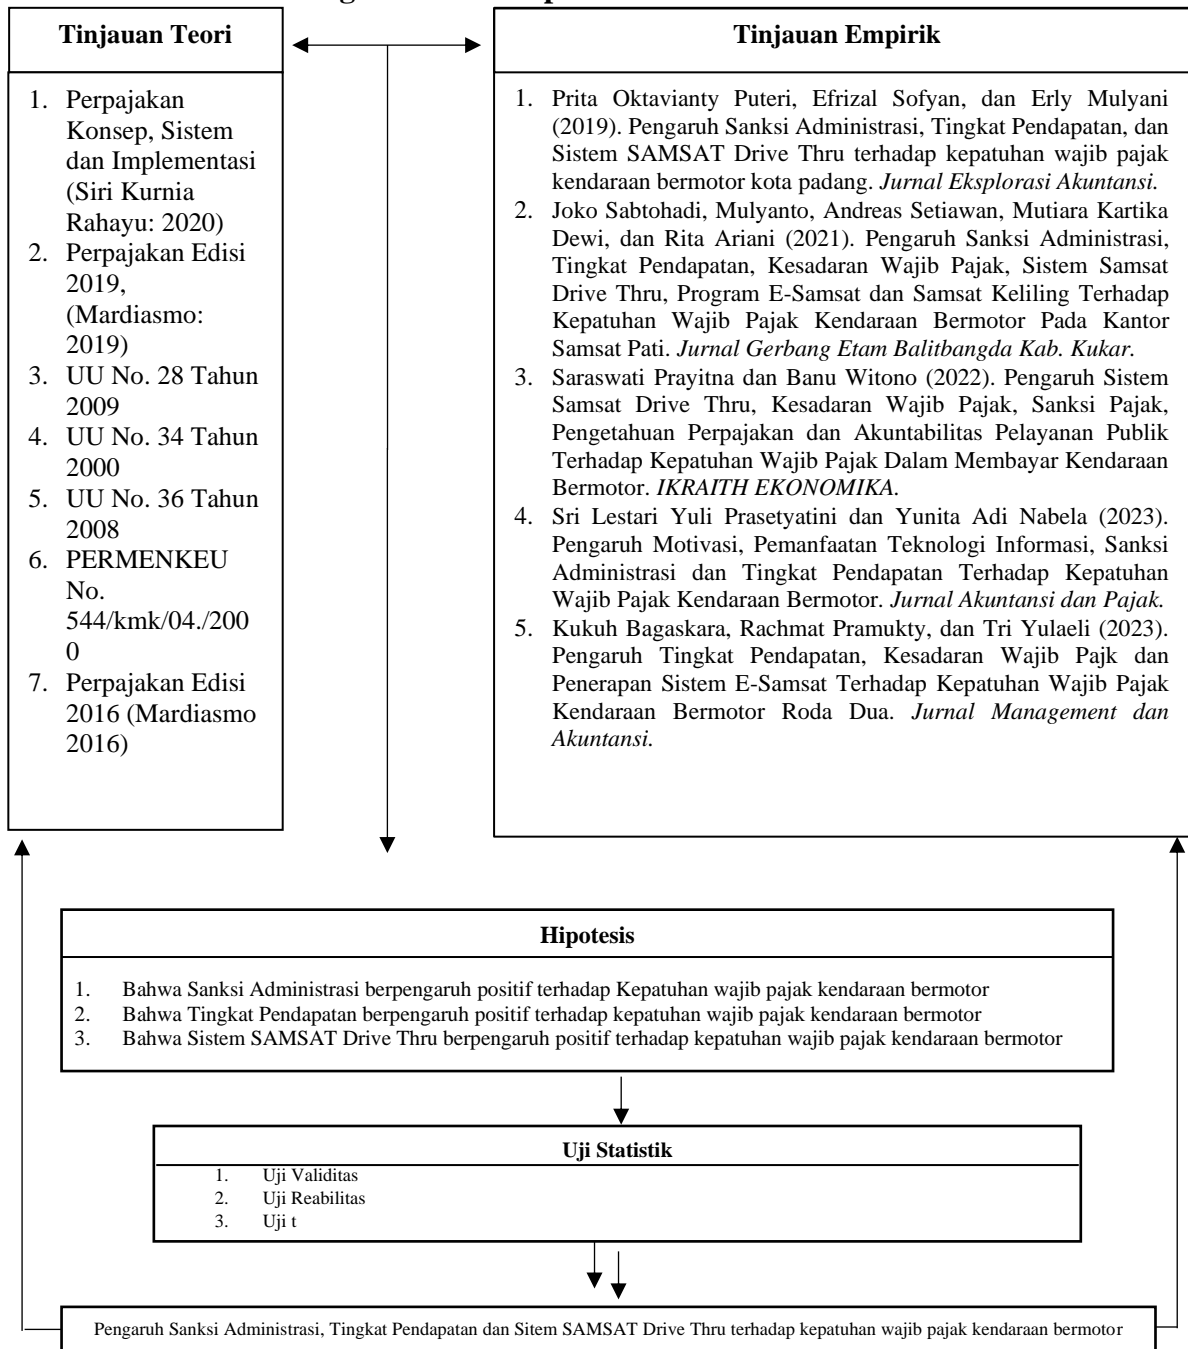 Tinjauan Teori
1. Perpajakan
Konsep, Sistem
dan Implementasi
(Siri Kurnia
Rahayu: 2020)
2. Perpajakan Edisi
2019,
(Mardiasmo:
2019)
3. UU No. 28 Tahun
2009
4. UU No. 34 Tahun
2000
5. UU No. 36 Tahun
2008
6. PERMENKEU
No.
544/kmk/04./200
0
7. Perpajakan Edisi
2016 (Mardiasmo
2016)
Tinjauan Empirik
1. Prita Oktavianty Puteri, Efrizal Sofyan, dan Erly Mulyani
(2019). Pengaruh Sanksi Administrasi, Tingkat Pendapatan, dan
Sistem SAMSAT Drive Thru terhadap kepatuhan wajib pajak
kendaraan bermotor kota padang. Jurnal Eksplorasi Akuntansi.
2. Joko Sabtohadi, Mulyanto, Andreas Setiawan, Mutiara Kartika
Dewi, dan Rita Ariani (2021). Pengaruh Sanksi Administrasi,
Tingkat Pendapatan, Kesadaran Wajib Pajak, Sistem Samsat
Drive Thru, Program E-Samsat dan Samsat Keliling Terhadap
Kepatuhan Wajib Pajak Kendaraan Bermotor Pada Kantor
Samsat Pati. Jurnal Gerbang Etam Balitbangda Kab. Kukar.
3. Saraswati Prayitna dan Banu Witono (2022). Pengaruh Sistem
Samsat Drive Thru, Kesadaran Wajib Pajak, Sanksi Pajak,
Pengetahuan Perpajakan dan Akuntabilitas Pelayanan Publik
Terhadap Kepatuhan Wajib Pajak Dalam Membayar Kendaraan
Bermotor. IKRAITH EKONOMIKA.
4. Sri Lestari Yuli Prasetyatini dan Yunita Adi Nabela (2023).
Pengaruh Motivasi, Pemanfaatan Teknologi Informasi, Sanksi
Administrasi dan Tingkat Pendapatan Terhadap Kepatuhan
Wajib Pajak Kendaraan Bermotor. Jurnal Akuntansi dan Pajak.
5. Kukuh Bagaskara, Rachmat Pramukty, dan Tri Yulaeli (2023).
Pengaruh Tingkat Pendapatan, Kesadaran Wajib Pajk dan
Penerapan Sistem E-Samsat Terhadap Kepatuhan Wajib Pajak
Kendaraan Bermotor Roda Dua. Jurnal Management dan
Akuntansi.
Hipotesis
1. Bahwa Sanksi Administrasi berpengaruh positif terhadap Kepatuhan wajib pajak kendaraan bermotor
2. Bahwa Tingkat Pendapatan berpengaruh positif terhadap kepatuhan wajib pajak kendaraan bermotor
3. Bahwa Sistem SAMSAT Drive Thru berpengaruh positif terhadap kepatuhan wajib pajak kendaraan bermotor
Uji Statistik
1. Uji Validitas
2. Uji Reabilitas
3. Uji t
Pengaruh Sanksi Administrasi, Tingkat Pendapatan dan Sitem SAMSAT Drive Thru terhadap kepatuhan wajib pajak kendaraan bermotor